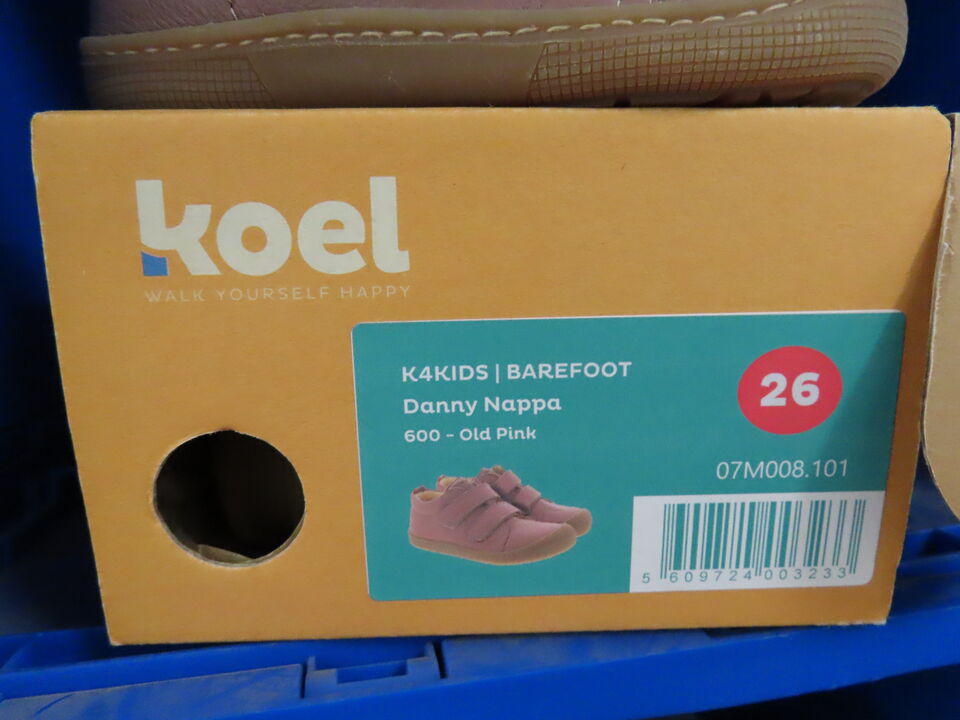 koel
WALK YOURSELF HAPPY
K4KIDS | BAREFOOT
Danny Nappa
600 - Old Pink
26
07M008.101
5 609724 003233